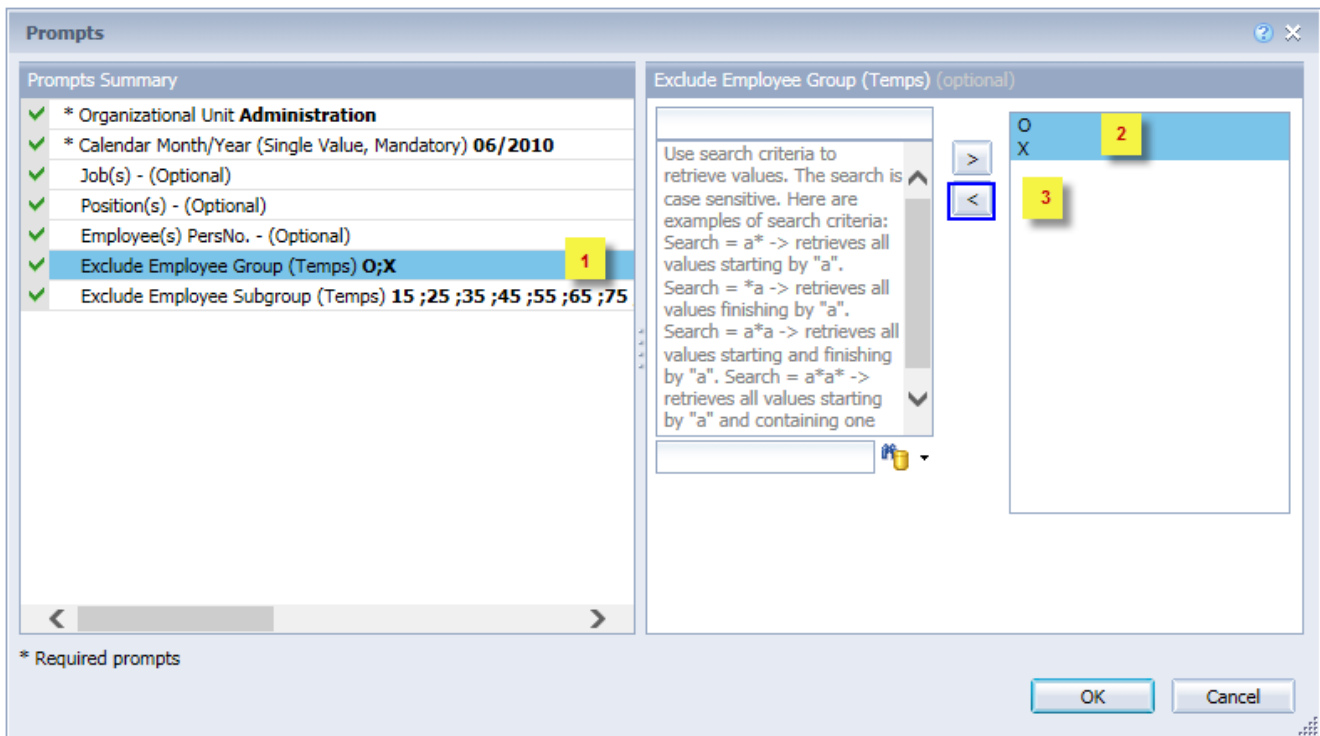 Prompts
Prompts Summary
* Organizational Unit Administration
* Calendar Month/Year (Single Value, Mandatory) 06/2010
Job(s) - (Optional)
Position(s) - (Optional)
Employee(s) PersNo. - (Optional)
Exclude Employee Group (Temps) O;X
1
Exclude Employee Subgroup (Temps) 15 ;25 ;35 ;45 ;55 ;65 ;75
Exclude Employee Group (Temps) (optional)
Use search criteria to
retrieve values. The search is
case sensitive. Here are
examples of search criteria:
Search = a* -> retrieves all
values starting by "a".
Search = *a -> retrieves all
values finishing by "a".
Search = a*a -> retrieves all
values starting and finishing
by "a". Search = a*a* ->
retrieves all values starting
by "a" and containing one
>
<
O
X
2
3
* Required prompts
OK
Cancel